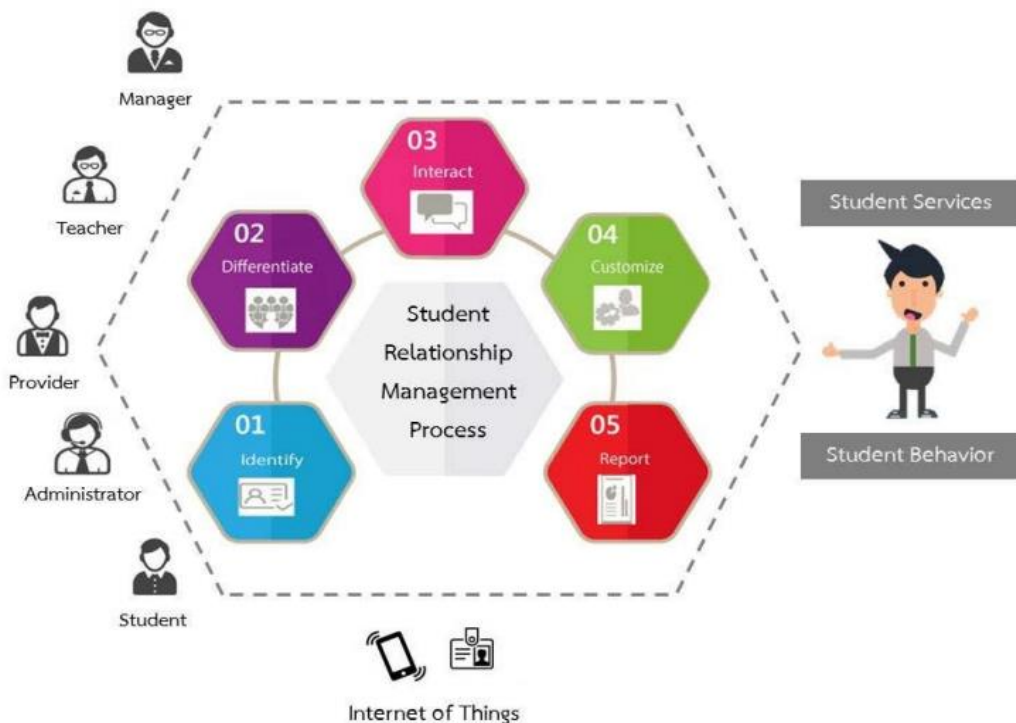 Manager
Teacher
Provider
Administrator
Student
01
Identify
02
Differentiate
03
Interact
04
Customize
05
Report
Student
Relationship
Management
Process
Student Services
Student Behavior
Internet of Things